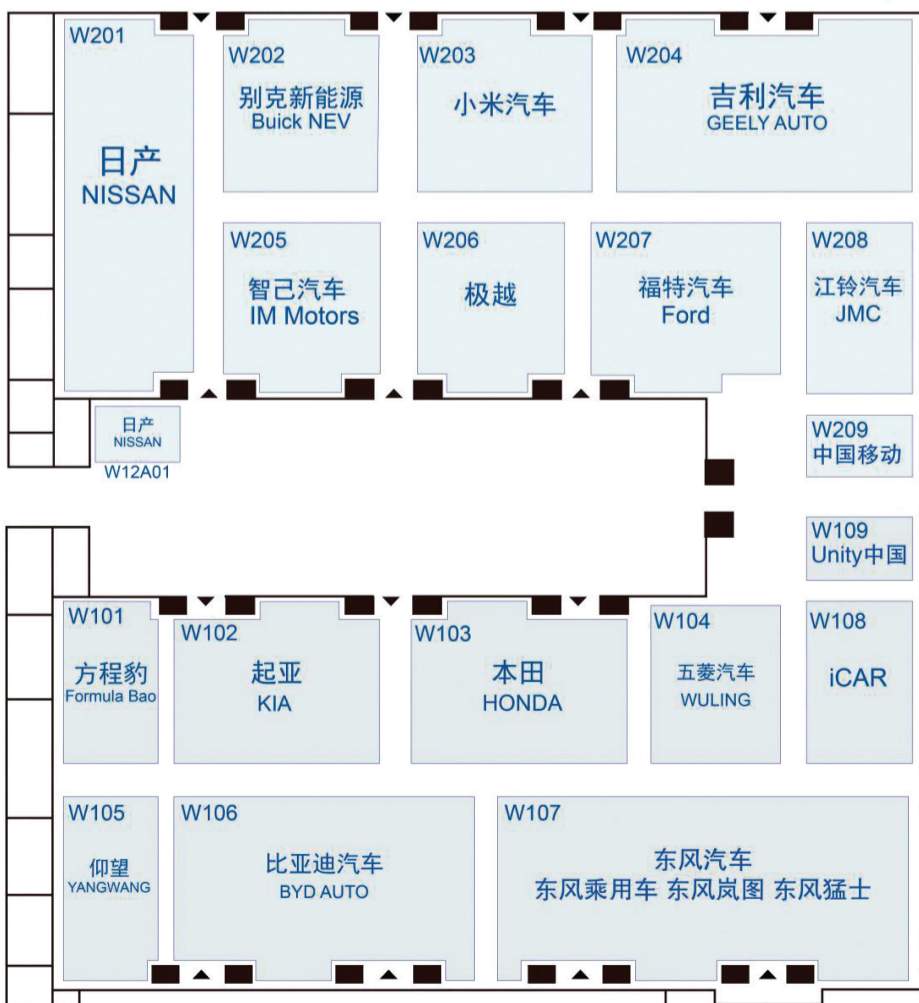 W201
日产
NISSAN
W202
别克新能源
Buick NEV
W203
小米汽车
W204
吉利汽车
GEELY AUTO
W205
智己汽车
IM Motors
W206
极越
W207
福特汽车
Ford
W208
江铃汽车
JMC
日产
NISSAN
W12A01
W209
中国移动
W109
Unity中国
W101
方程豹
Formula Bao
W102
起亚
KIA
W103
本田
HONDA
W104
五菱汽车
WULING
W108
iCAR
W105
仰望
YANGWANG
W106
比亚迪汽车
BYD AUTO
W107
东风汽车
东风乘用车 东风岚图 东风猛士